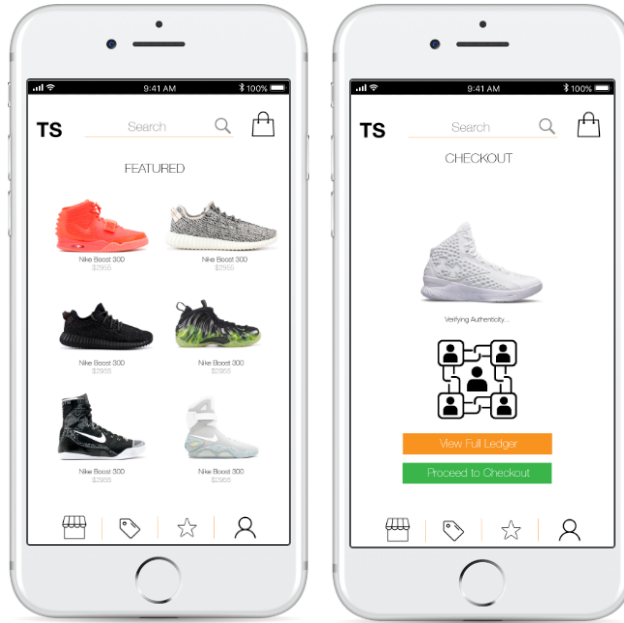 9:41 AM
100%
TS
Search
FEATURED
Nike Boost 300
$2955
Nike Boost 300
$2955
Nike Boost 300
$2955
Nike Boost 300
$2955
Nike Boost 300
$2955
Nike Boost 300
$2955
9:41 AM
100%
TS
Search
CHECKOUT
Verifying Authenticity...
View Full Ledger
Proceed to Checkout